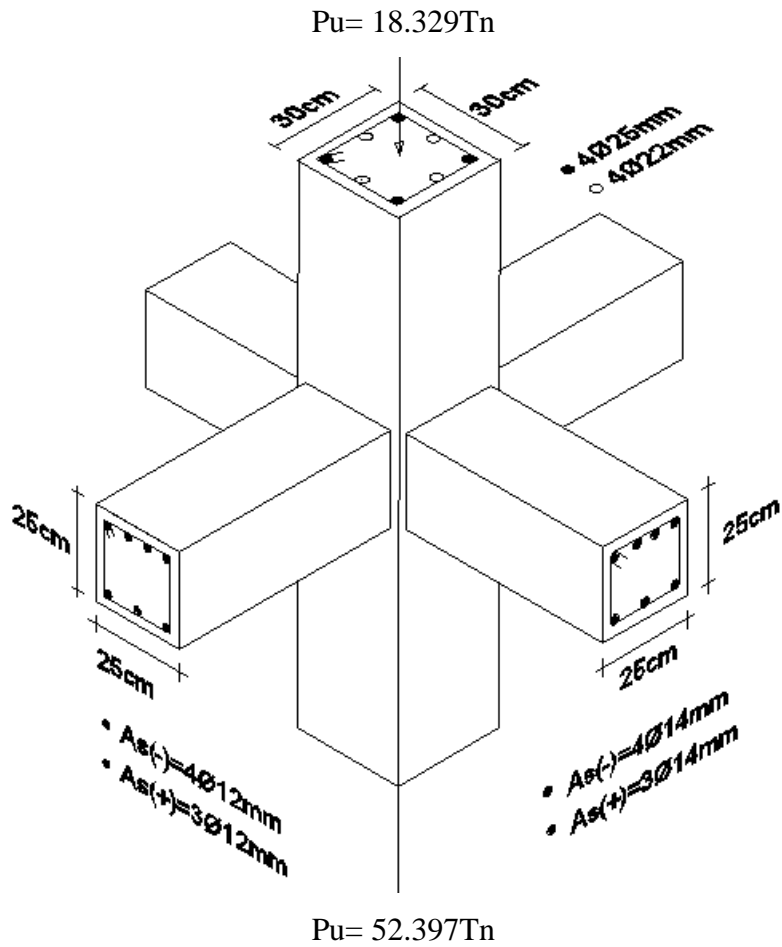 Pu= 18.329Tn
30cm
30cm
4Ø25mm
4Ø22mm
25cm
25cm
25cm
25cm
As(-)=4Ø12mm
As(+)=3Ø12mm
As(-)=4Ø14mm
As(+)=3Ø14mm
Pu= 52.397Tn